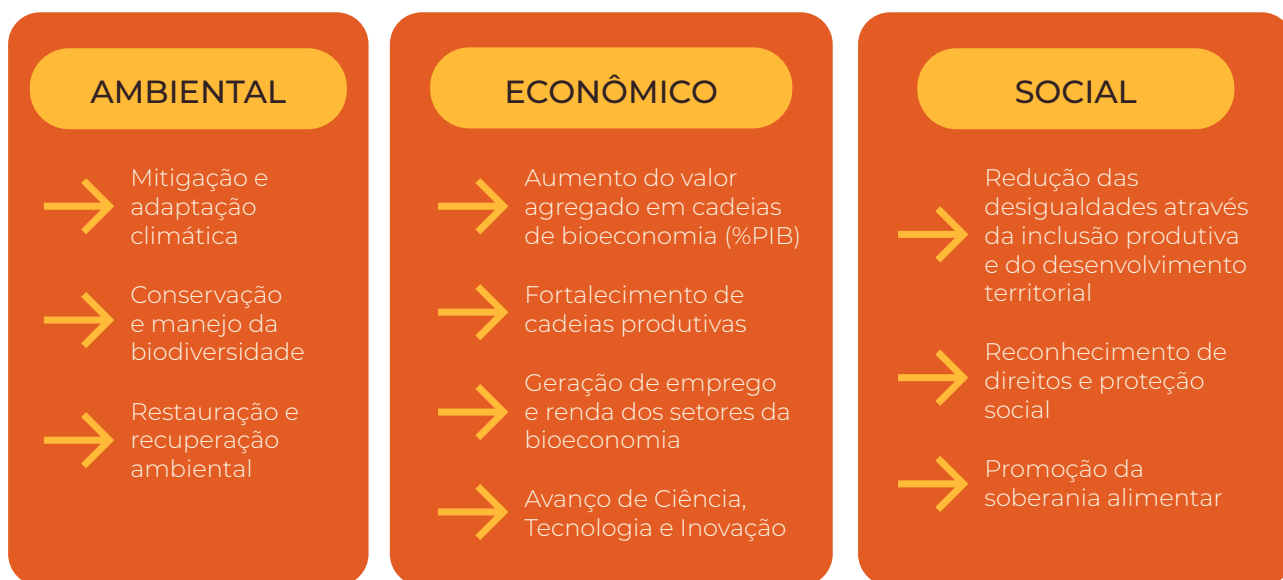 AMBIENTAL
Mitigação e
adaptação
climática
Conservação
e manejo da
biodiversidade
Restauração e
recuperação
ambiental
ECONÔMICO
Aumento do valor
agregado em cadeias
de bioeconomia (%PIB)
Fortalecimento de
cadeias produtivas
Geração de emprego
e renda dos setores da
bioeconomia
Avanço de Ciência,
Tecnologia e Inovação
SOCIAL
Redução das
desigualdades através
da inclusão produtiva
e do desenvolvimento
territorial
Reconhecimento de
direitos e proteção
social
Promoção da
soberania alimentar